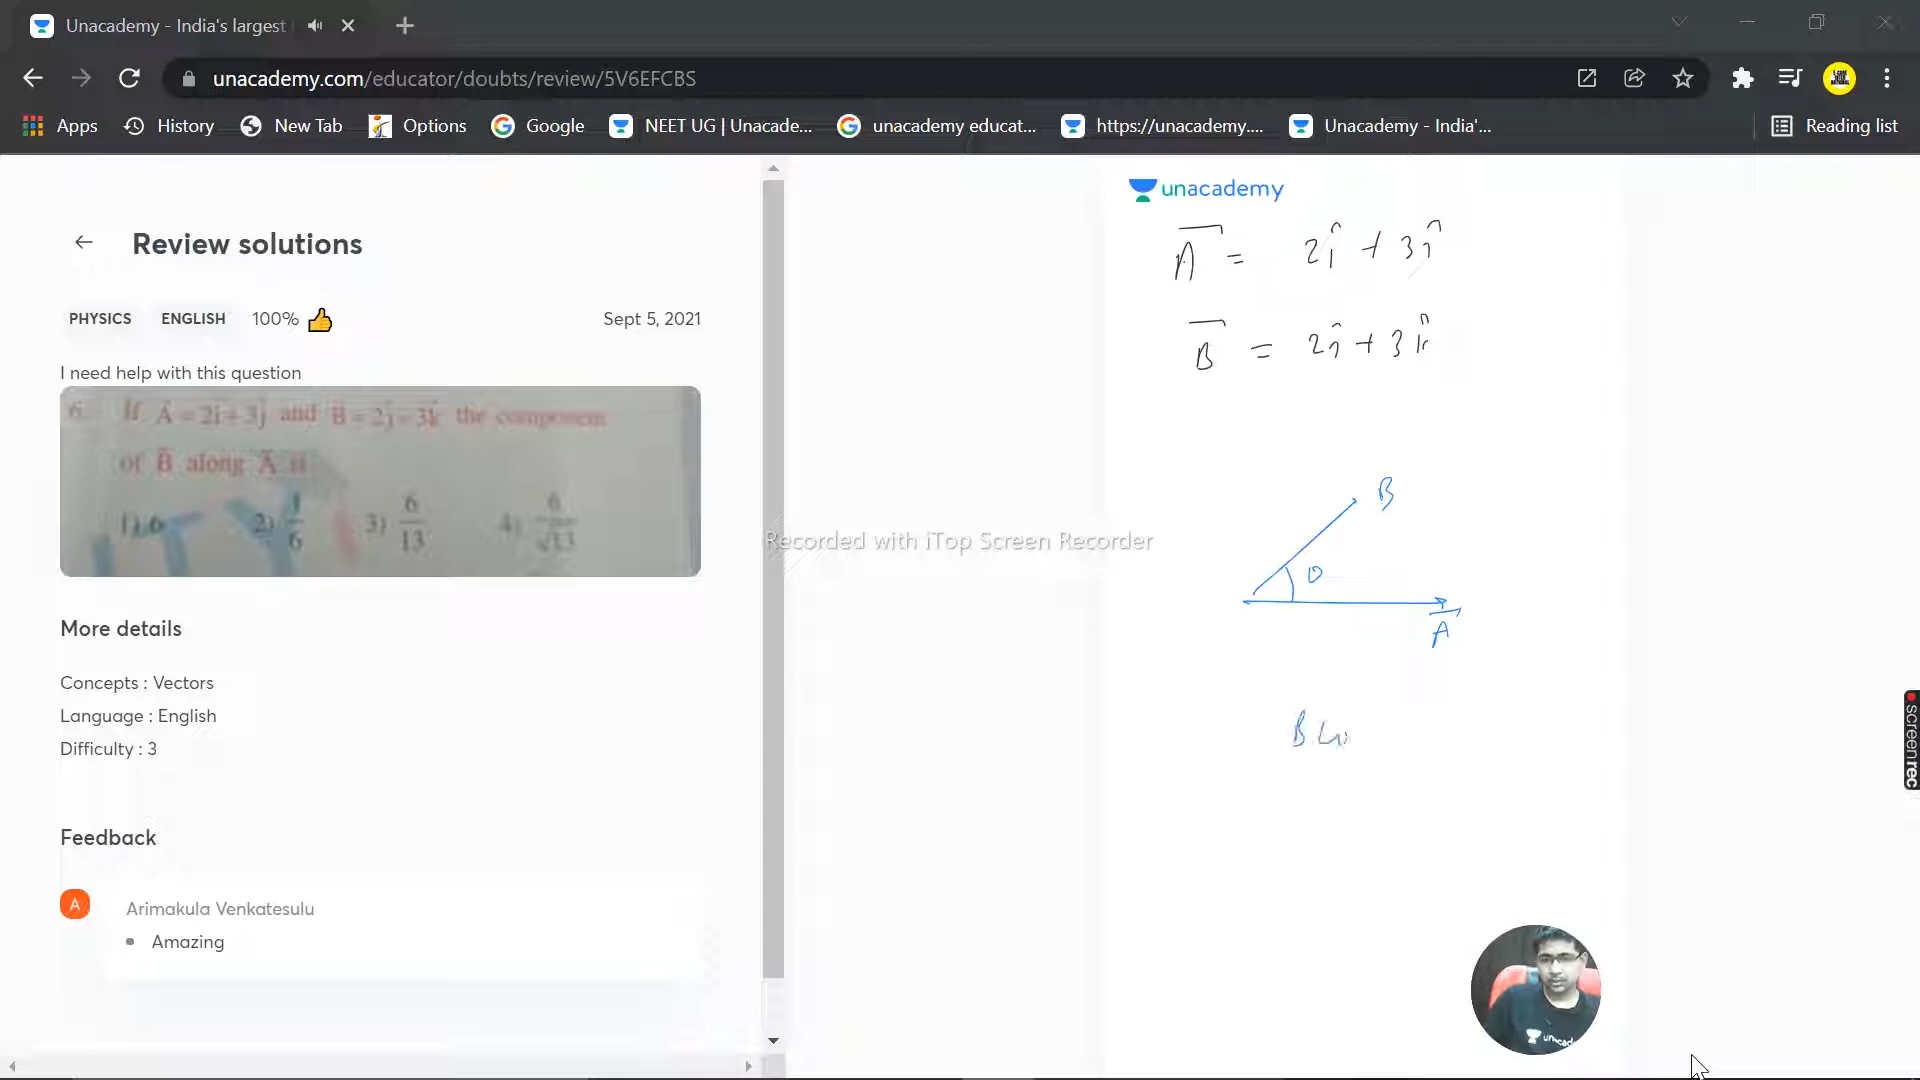 Unacademy - India's largest
unacademy.com/educator/doubts/review/5V6EFCBS
Apps History New Tab Options Google NEET UG | Unacade... unacademy educat... https://unacademy.... Unacademy - India'... Reading list
Review solutions
PHYSICS ENGLISH 100% Sept 5, 2021
I need help with this question
6. If A = 2i + 3j and B = 2j - 3k the component
of B along A is
1) 6 2) 1/6 3) 6/13 4) 6/√13
More details
Concepts : Vectors
Language : English
Difficulty : 3
Feedback
A
Arimakula Venkatesulu
Amazing
unacademy
A = 2i + 3j
B = 2j + 3k
B
θ
A
B
Recorded with iTop Screen Recorder
screenrec